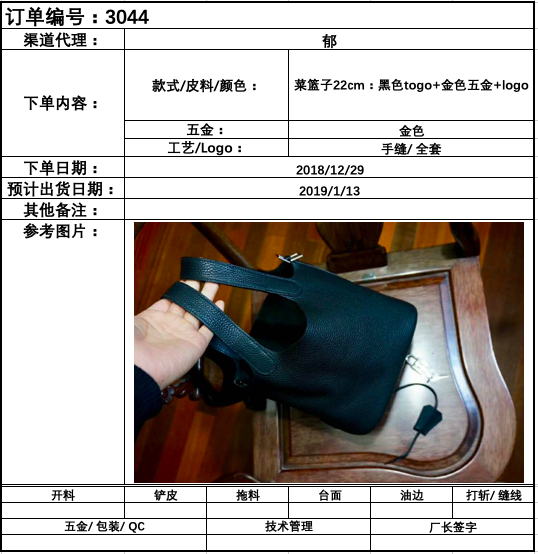 订单编号：3044
渠道代理： 郁
下单内容： 款式/皮料/颜色： 菜篮子22cm：黑色togo+金色五金+logo
五金： 金色
工艺/Logo： 手缝/ 全套
下单日期： 2018/12/29
预计出货日期： 2019/1/13
其他备注：
参考图片：
开料 铲皮 拖料 台面 油边 打斩/ 缝线
五金/ 包装/ QC 技术管理 厂长签字